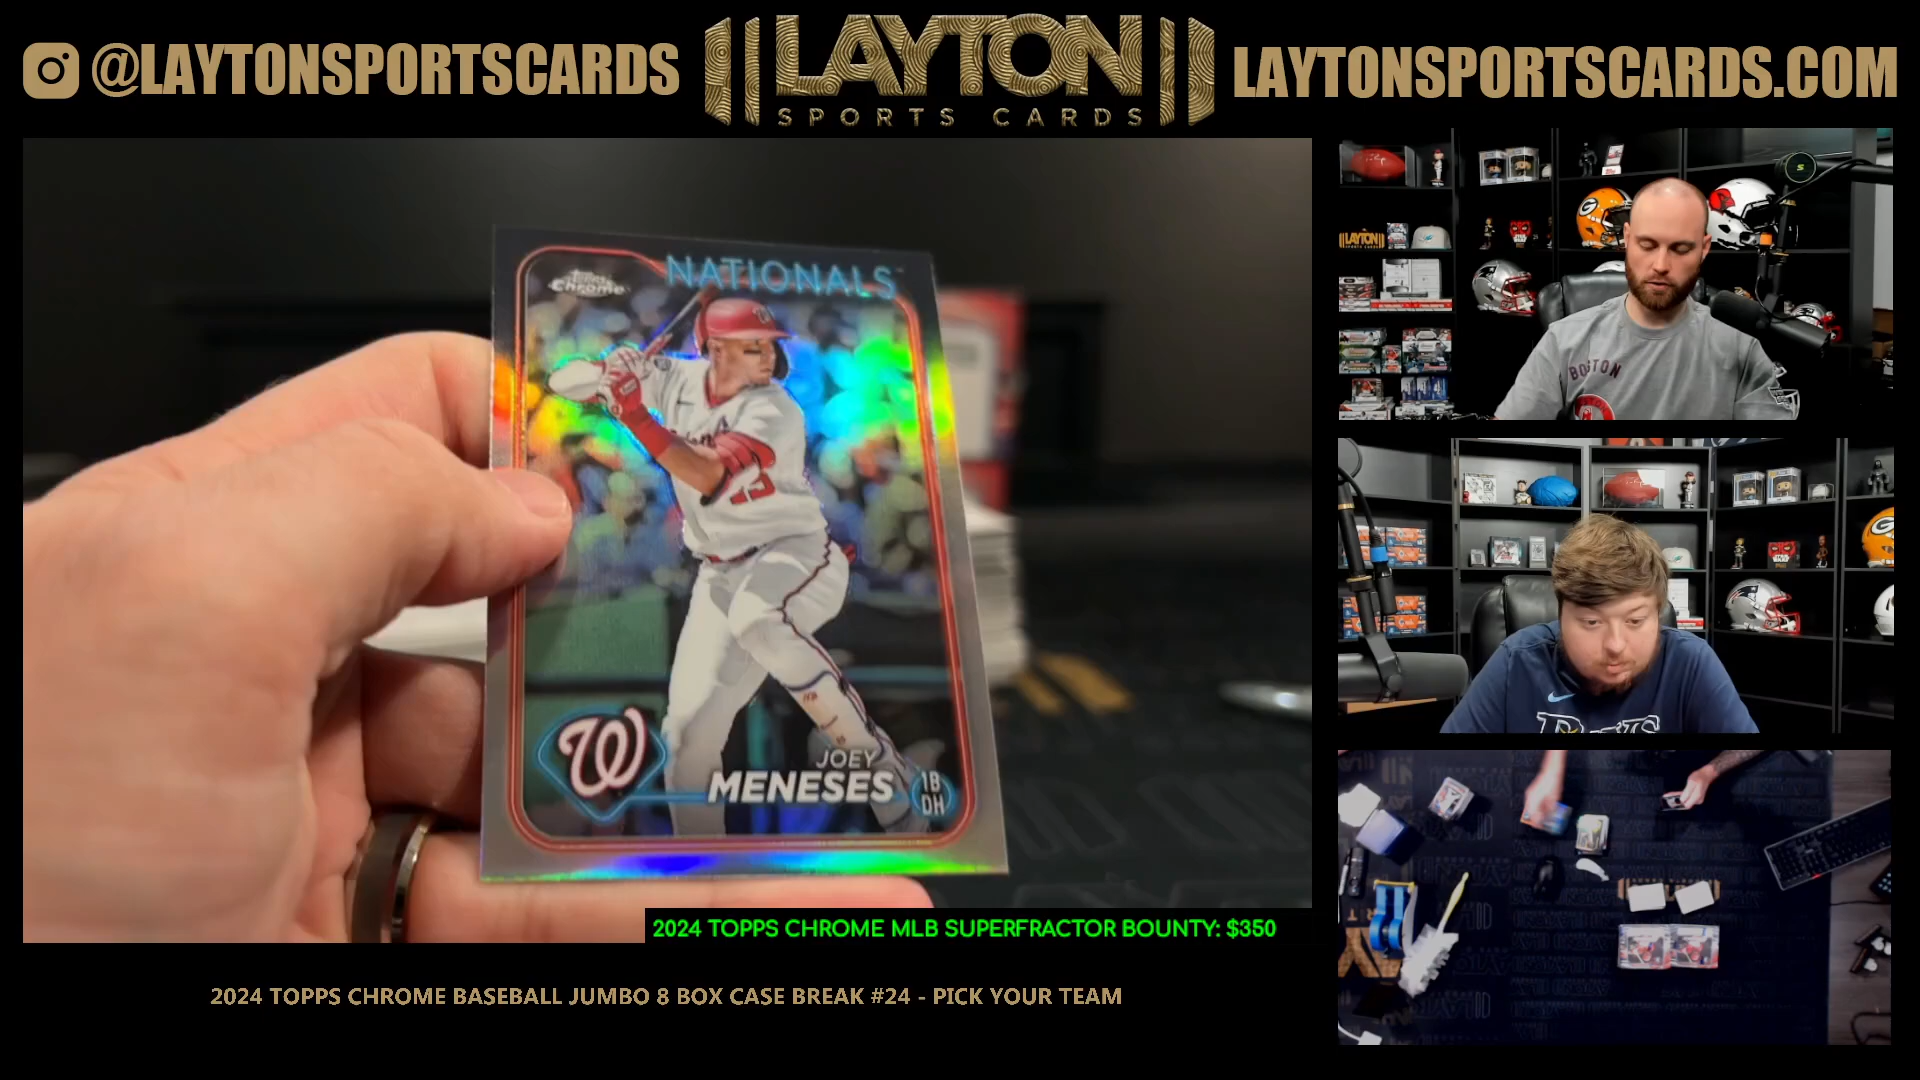 @LAYTONSPORTSCARDS
LAYTON
SPORTS CARDS
LAYTONSPORTSCARDS.COM
NATIONALS
Topps
Chrome
JOEY
MENESES
1B
DH
W
LAYTON
BOSTON
2024 TOPPS CHROME MLB SUPERFRACTOR BOUNTY: $350
2024 TOPPS CHROME BASEBALL JUMBO 8 BOX CASE BREAK #24 - PICK YOUR TEAM